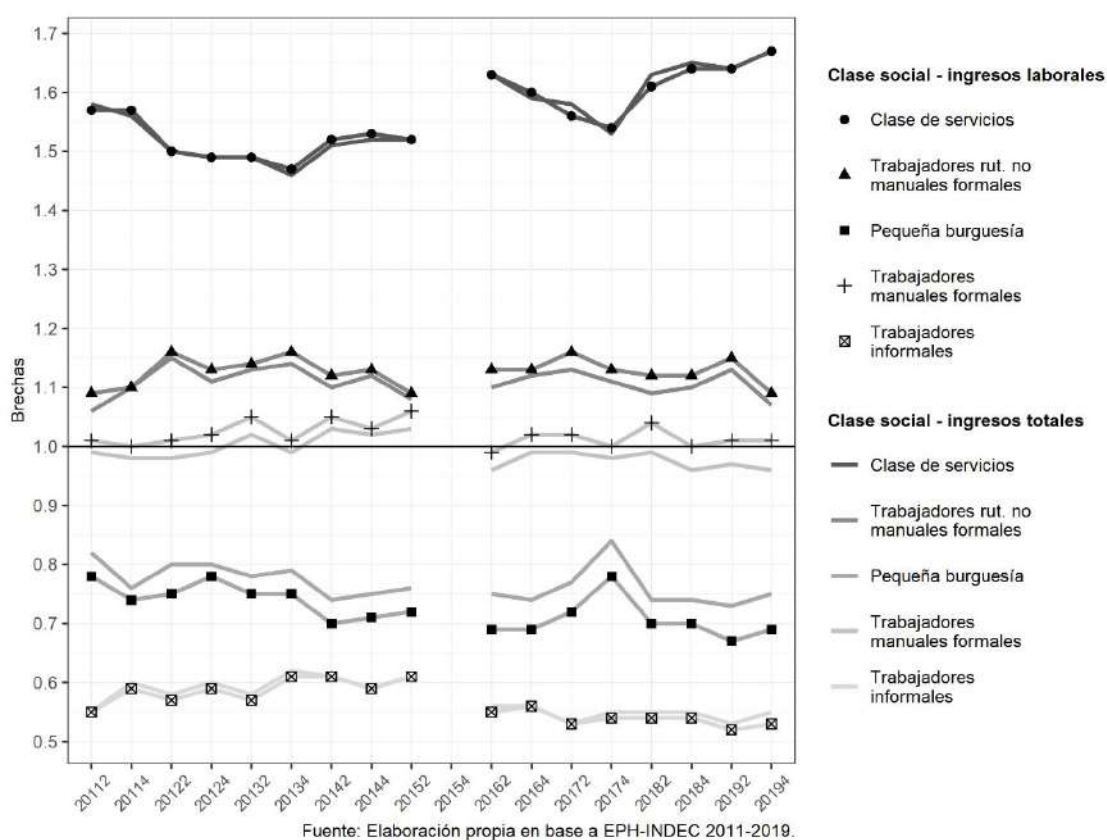 1.7
1.6
1.5
1.4
1.3
1.2
1.1
1.0
0.9
0.8
0.7
0.6
0.5
Brechas
20112
20114
20122
20124
20132
20134
20142
20144
20152
20154
20162
20164
20172
20174
20182
20184
20192
20194
Fuente: Elaboración propia en base a EPH-INDEC 2011-2019.
Clase social - ingresos laborales
Clase de servicios
Trabajadores rut. no
manuales formales
Pequeña burguesía
Trabajadores
manuales formales
Trabajadores
informales
Clase social - ingresos totales
Clase de servicios
Trabajadores rut. no
manuales formales
Pequeña burguesía
Trabajadores
manuales formales
Trabajadores
informales